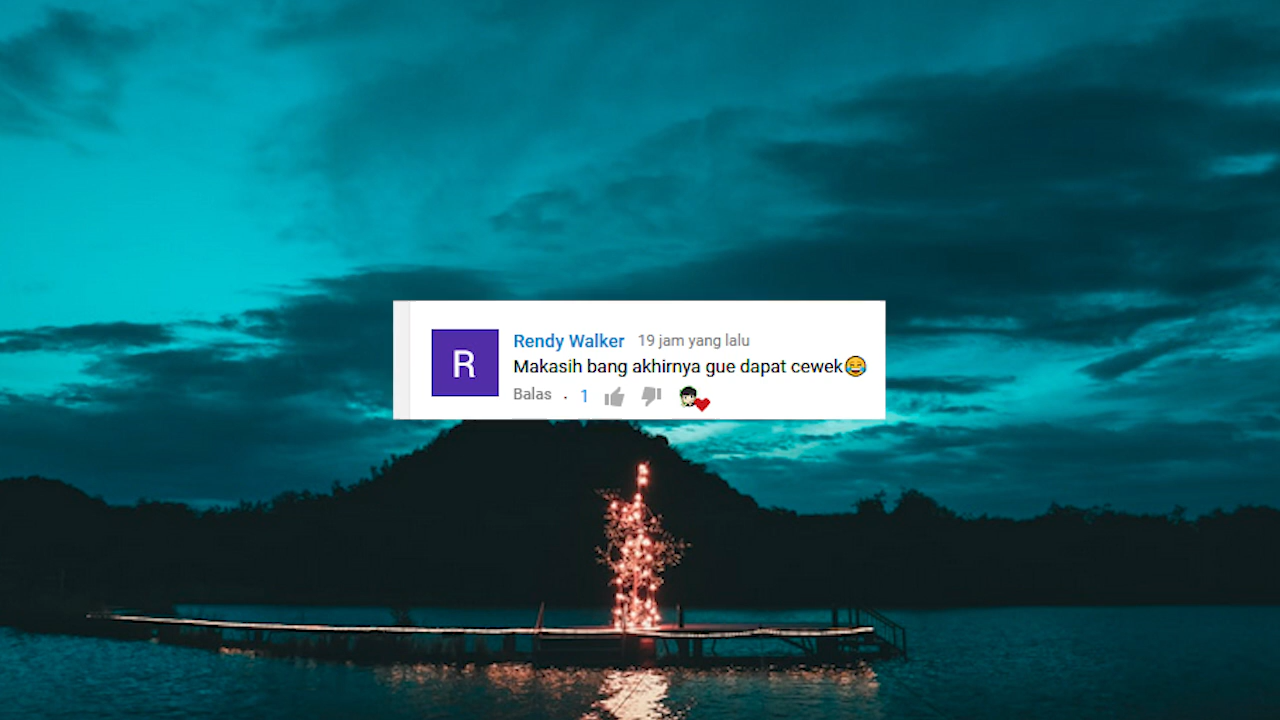 R
Rendy Walker 19 jam yang lalu
Makasih bang akhirnya gue dapat cewek😂
Balas . 1